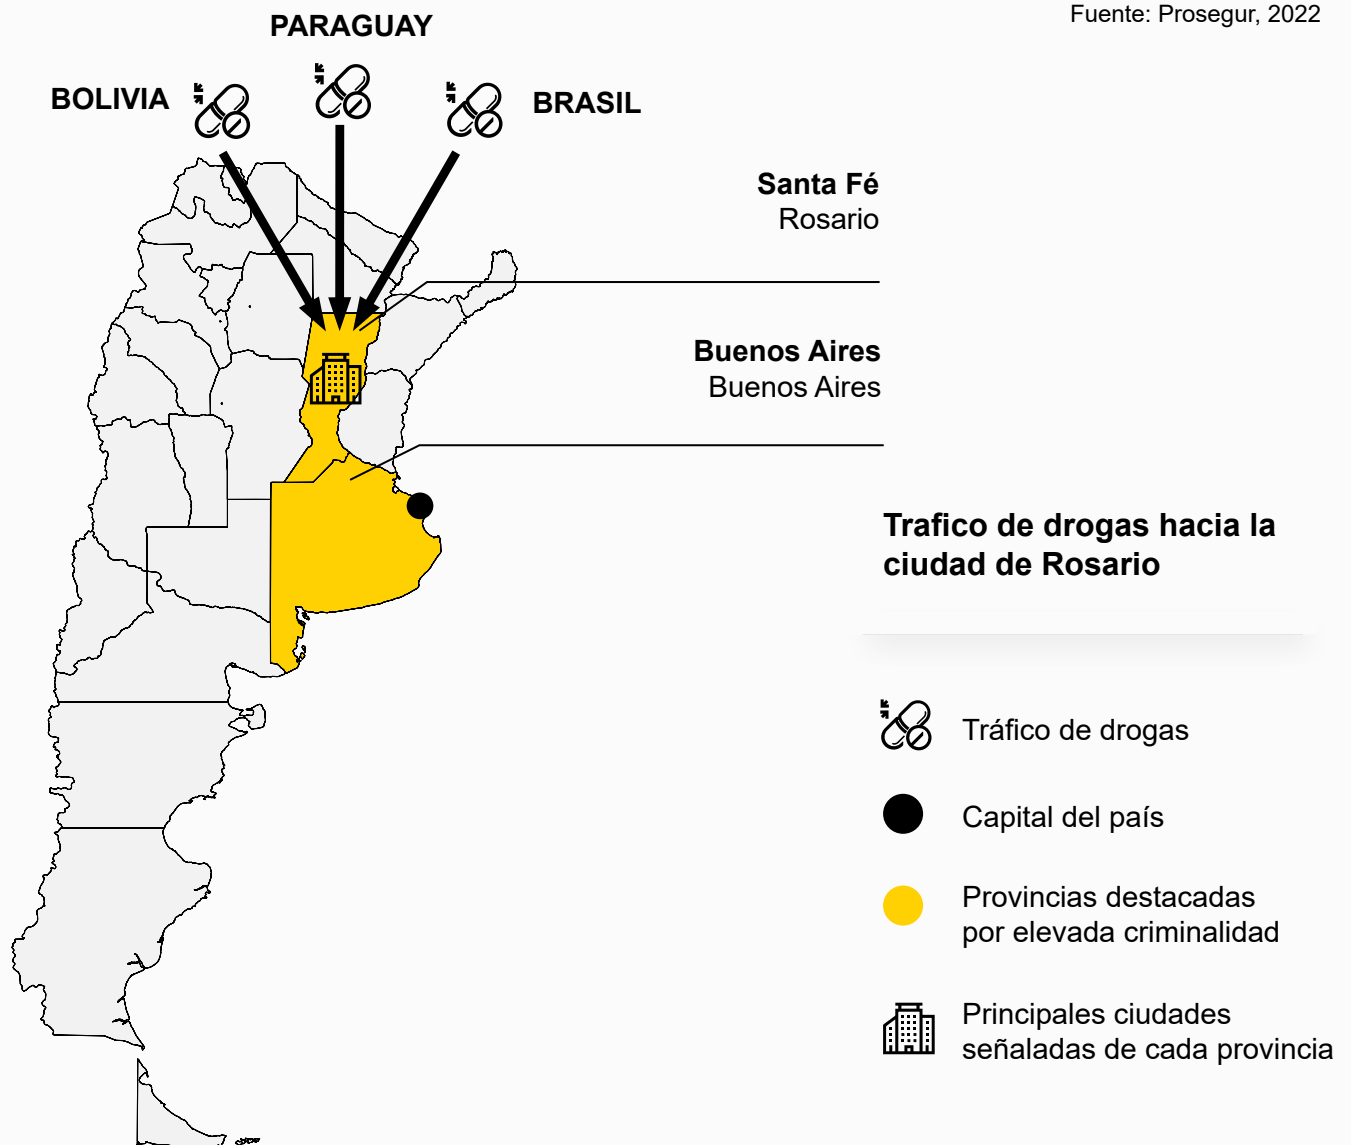 Fuente: Prosegur, 2022
PARAGUAY
BOLIVIA
BRASIL
Santa Fé
Rosario
Buenos Aires
Buenos Aires
Trafico de drogas hacia la
ciudad de Rosario
Tráfico de drogas
Capital del país
Provincias destacadas
por elevada criminalidad
Principales ciudades
señaladas de cada provincia